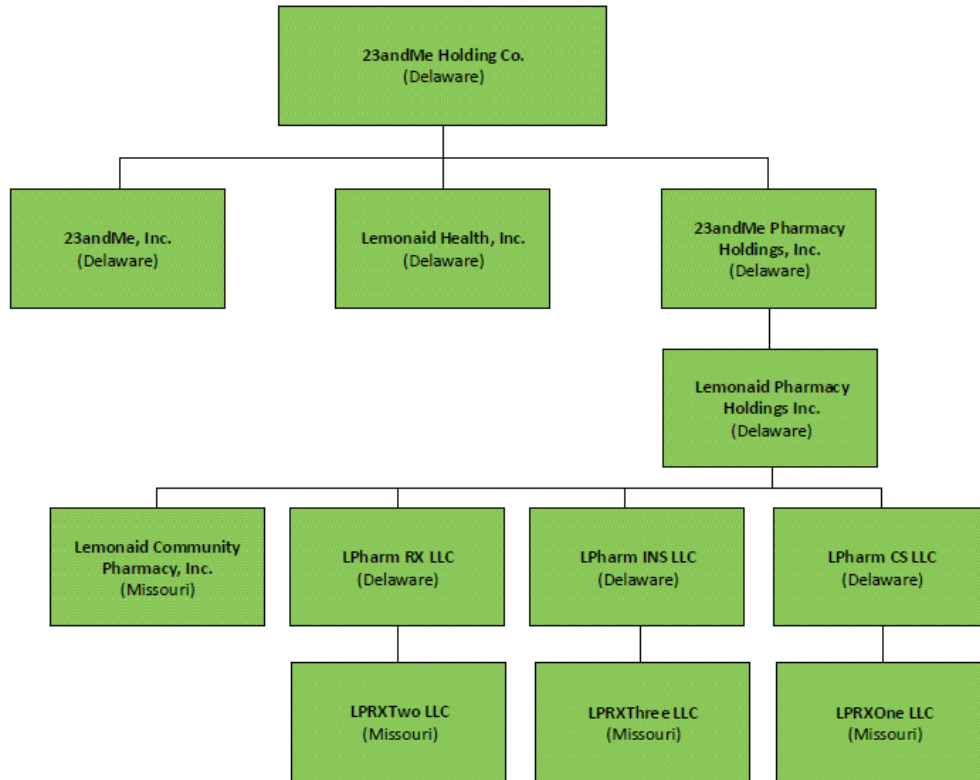 23andMe Holding Co.
(Delaware)
23andMe, Inc.
(Delaware)
Lemonaid Health, Inc.
(Delaware)
23andMe Pharmacy
Holdings, Inc.
(Delaware)
Lemonaid Pharmacy
Holdings Inc.
(Delaware)
Lemonaid Community
Pharmacy, Inc.
(Missouri)
LPharm RX LLC
(Delaware)
LPharm INS LLC
(Delaware)
LPharm CS LLC
(Delaware)
LPRXTwo LLC
(Missouri)
LPRXThree LLC
(Missouri)
LPRXOne LLC
(Missouri)